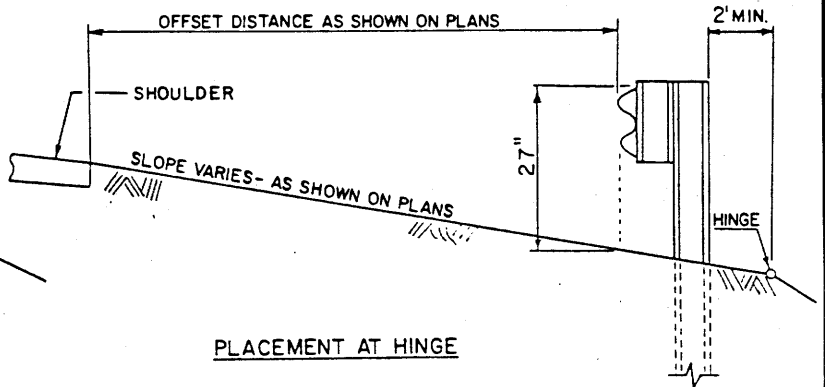 OFFSET DISTANCE AS SHOWN ON PLANS
2' MIN.
SHOULDER
27"
SLOPE VARIES- AS SHOWN ON PLANS
HINGE
PLACEMENT AT HINGE